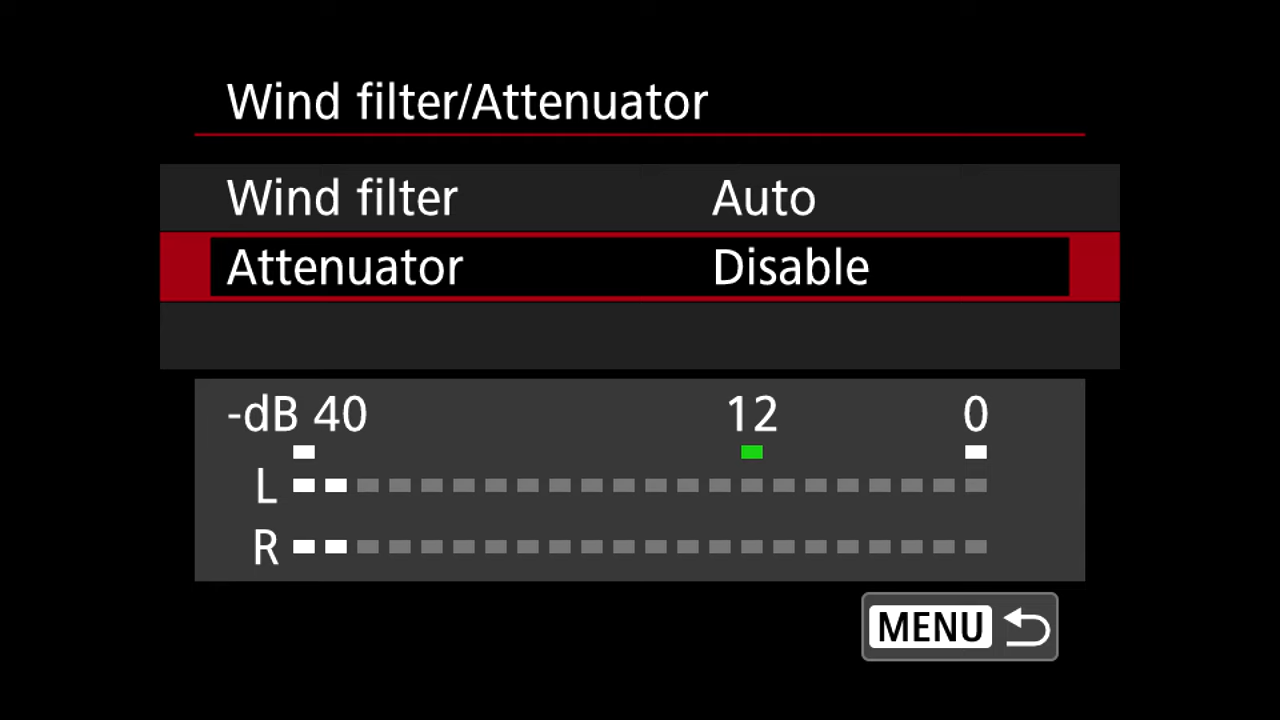 Wind filter/Attenuator
Wind filter Auto
Attenuator Disable
-dB 40 12 0
L
R
MENU